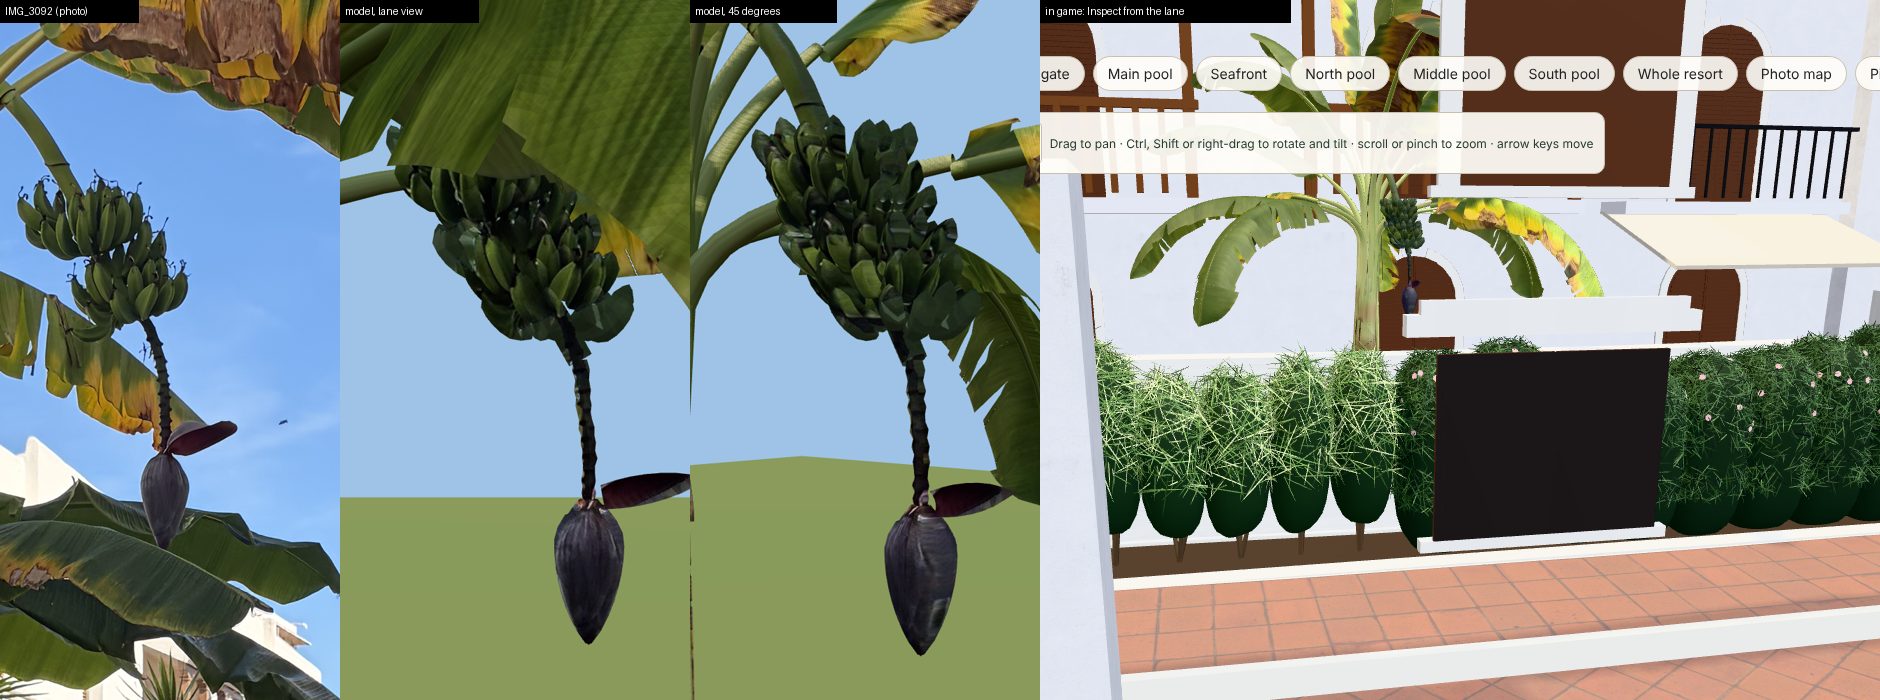 IMG_3092 (photo)
model, lane view
model, 45 degrees
in game: Inspect from the lane
gate
Main pool
Seafront
North pool
Middle pool
South pool
Whole resort
Photo map
Drag to pan · Ctrl, Shift or right-drag to rotate and tilt · scroll or pinch to zoom · arrow keys move